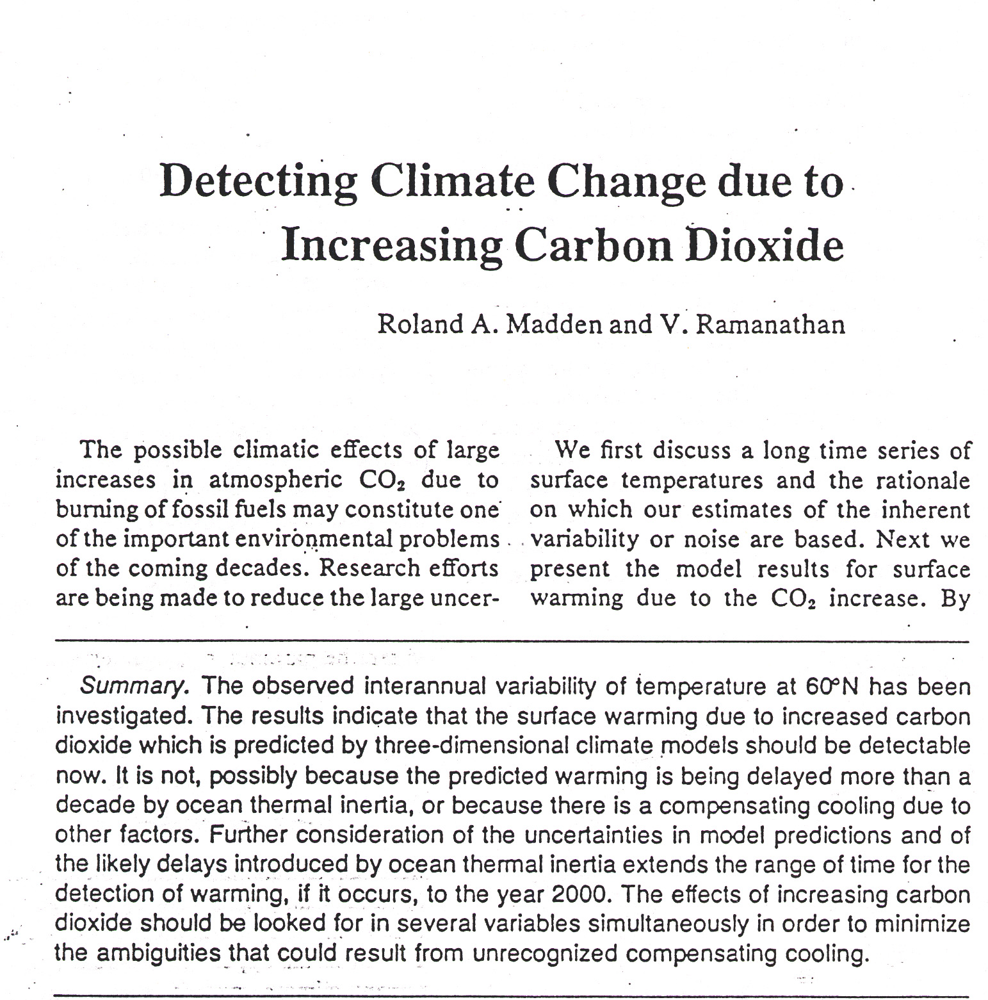 Detecting Climate Change due to
Increasing Carbon Dioxide
Roland A. Madden and V. Ramanathan
The possible climatic effects of large
increases in atmospheric CO₂ due to
burning of fossil fuels may constitute one
of the important environmental problems
of the coming decades. Research efforts
are being made to reduce the large uncer-
We first discuss a long time series of
surface temperatures and the rationale
on which our estimates of the inherent
variability or noise are based. Next we
present the model results for surface
warming due to the CO₂ increase. By
Summary. The observed interannual variability of temperature at 60°N has been
investigated. The results indicate that the surface warming due to increased carbon
dioxide which is predicted by three-dimensional climate models should be detectable
now. It is not, possibly because the predicted warming is being delayed more than a
decade by ocean thermal inertia, or because there is a compensating cooling due to
other factors. Further consideration of the uncertainties in model predictions and of
the likely delays introduced by ocean thermal inertia extends the range of time for the
detection of warming, if it occurs, to the year 2000. The effects of increasing carbon
dioxide should be looked for in several variables simultaneously in order to minimize
the ambiguities that could result from unrecognized compensating cooling.